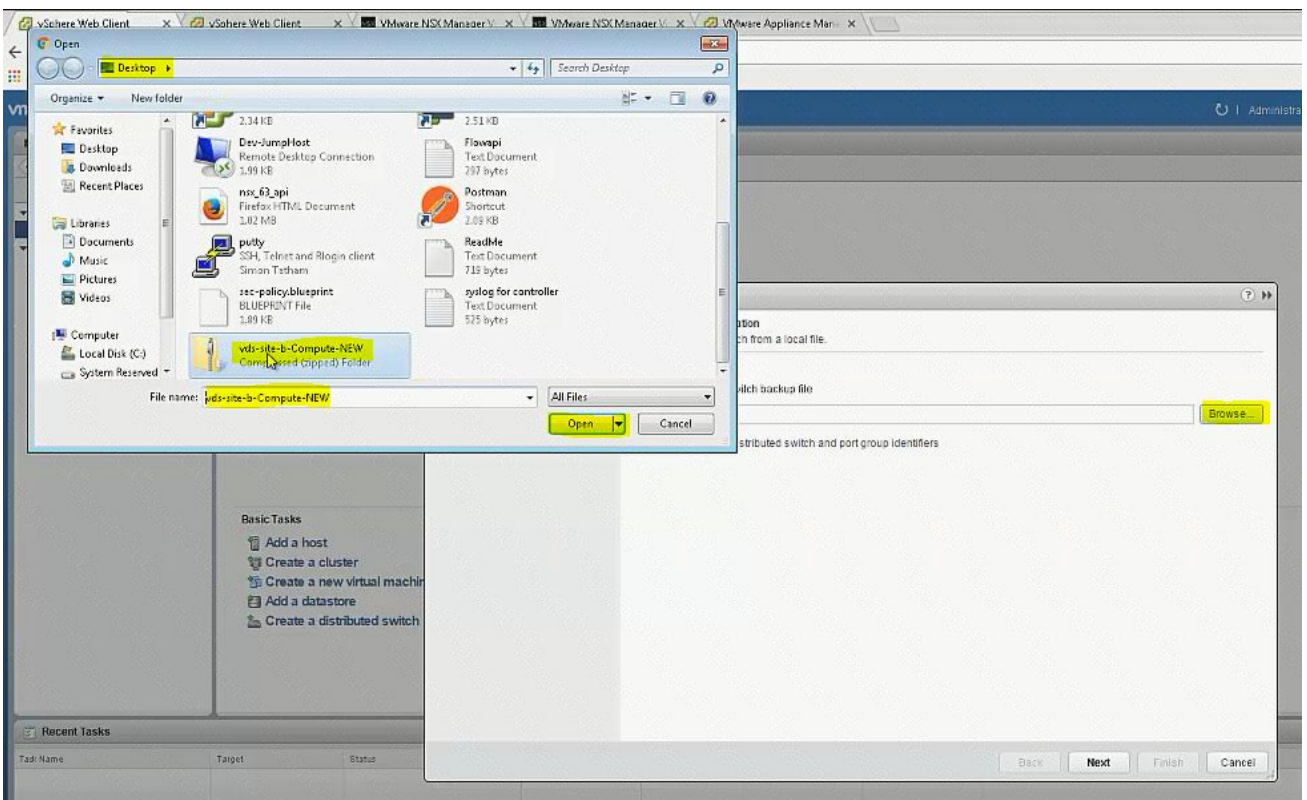 vSphere Web Client
vSphere Web Client
VMware NSX Manager V
VMware NSX Manager V
VMware Appliance Man
Open
Desktop
Search Desktop
Organize
New folder
vm
Administra
Favorites
Desktop
Downloads
Recent Places
Libraries
Documents
Music
Pictures
Videos
Computer
Local Disk (C:)
System Reserved
2.34 KB
2.51 KB
Dev-JumpHost
Remote Desktop Connection
1.99 KB
Flowapi
Text Document
297 bytes
nsx_63_api
Firefox HTML Document
1.02 MB
Postman
Shortcut
2.09 KB
putty
SSH, Telnet and Rlogin client
Simon Tatham
ReadMe
Text Document
719 bytes
sec-policy.blueprint
BLUEPRINT File
1.89 KB
syslog for controller
Text Document
525 bytes
vds-site-b-Compute-NEW
Compressed (zipped) Folder
File name: vds-site-b-Compute-NEW
All Files
Open
Cancel
ation
ch from a local file.
witch backup file
Browse...
stributed switch and port group identifiers
Basic Tasks
Add a host
Create a cluster
Create a new virtual machin
Add a datastore
Create a distributed switch
Recent Tasks
Task Name
Target
Status
Back
Next
Finish
Cancel